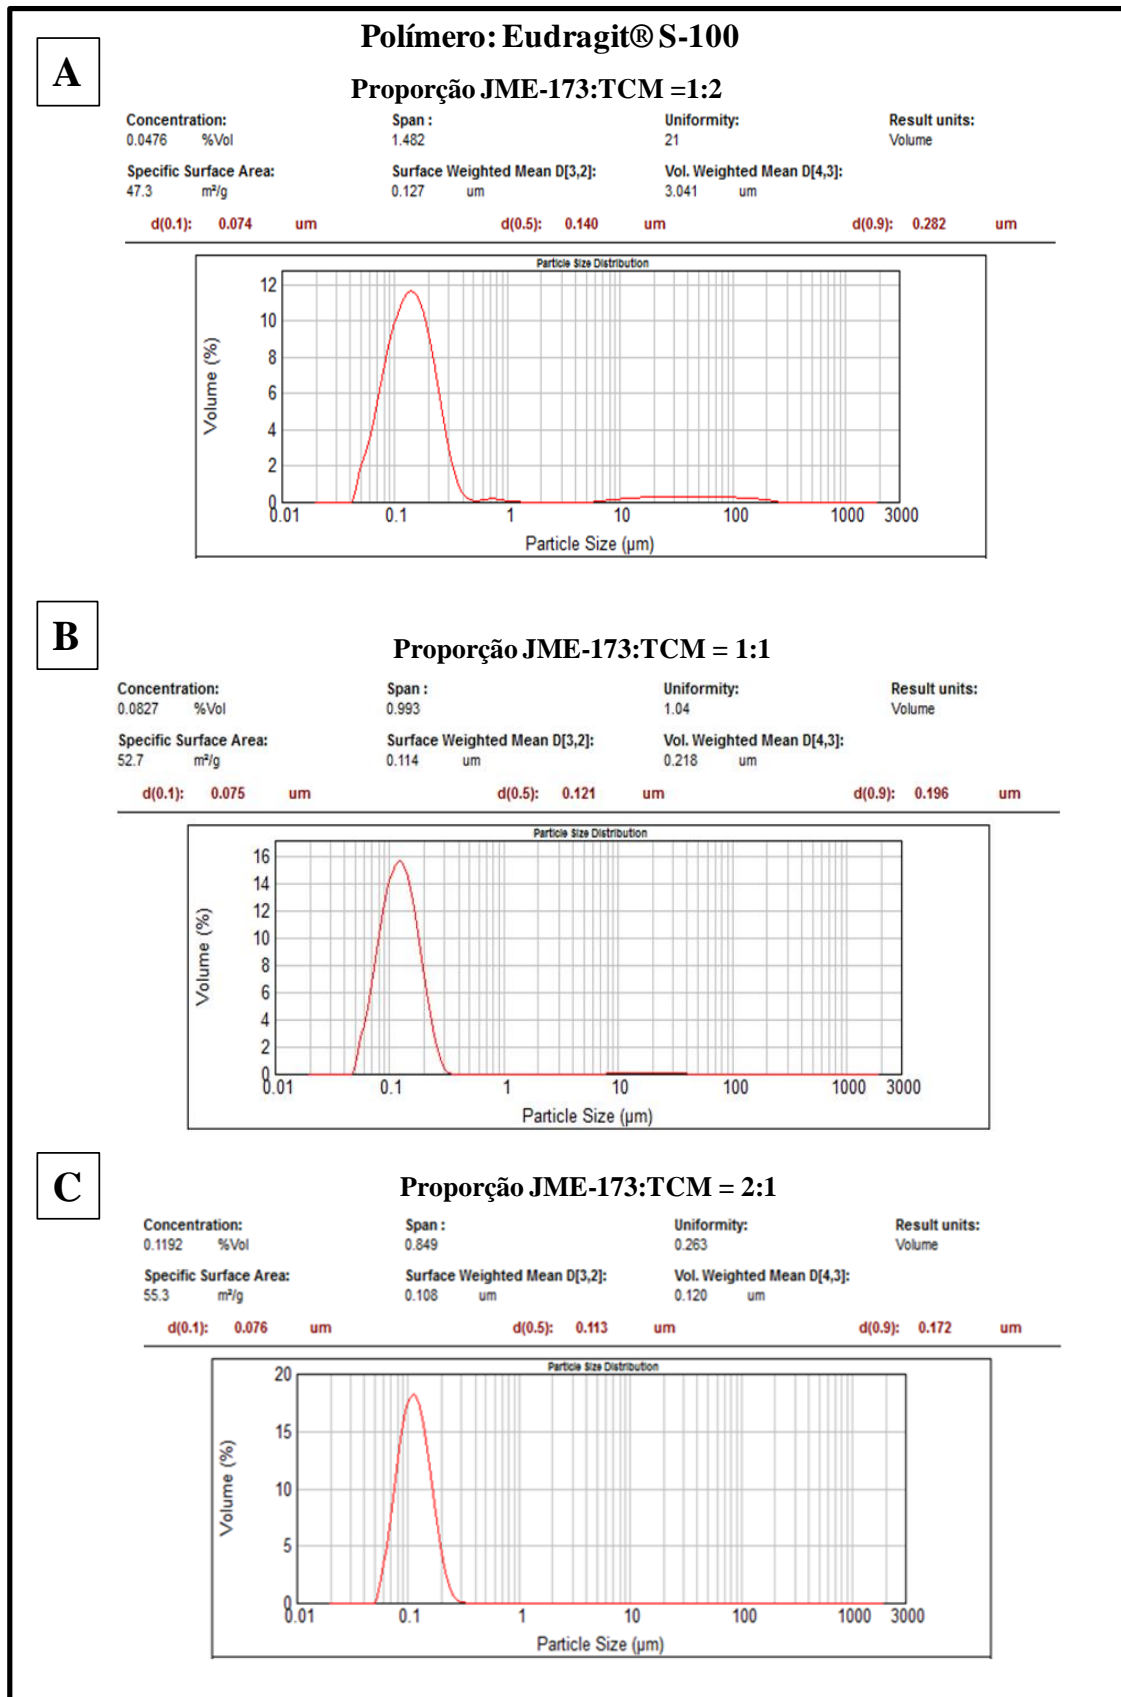 Polímero: Eudragit® S-100
A
Proporção JME-173:TCM =1:2
Concentration: Span : Uniformity: Result units:
0.0476 %Vol 1.482 21 Volume
Specific Surface Area: Surface Weighted Mean D[3,2]: Vol. Weighted Mean D[4,3]:
47.3 m²/g 0.127 um 3.041 um
d(0.1): 0.074 um d(0.5): 0.140 um d(0.9): 0.282 um
Particle Size Distribution
Volume (%)
12
10
8
6
4
2
0
0.01 0.1 1 10 100 1000 3000
Particle Size (µm)
B
Proporção JME-173:TCM = 1:1
Concentration: Span : Uniformity: Result units:
0.0827 %Vol 0.993 1.04 Volume
Specific Surface Area: Surface Weighted Mean D[3,2]: Vol. Weighted Mean D[4,3]:
52.7 m²/g 0.114 um 0.218 um
d(0.1): 0.075 um d(0.5): 0.121 um d(0.9): 0.196 um
Particle Size Distribution
Volume (%)
16
14
12
10
8
6
4
2
0
0.01 0.1 1 10 100 1000 3000
Particle Size (µm)
C
Proporção JME-173:TCM = 2:1
Concentration: Span : Uniformity: Result units:
0.1192 %Vol 0.849 0.263 Volume
Specific Surface Area: Surface Weighted Mean D[3,2]: Vol. Weighted Mean D[4,3]:
55.3 m²/g 0.108 um 0.120 um
d(0.1): 0.076 um d(0.5): 0.113 um d(0.9): 0.172 um
Particle Size Distribution
Volume (%)
20
15
10
5
0
0.01 0.1 1 10 100 1000 3000
Particle Size (µm)